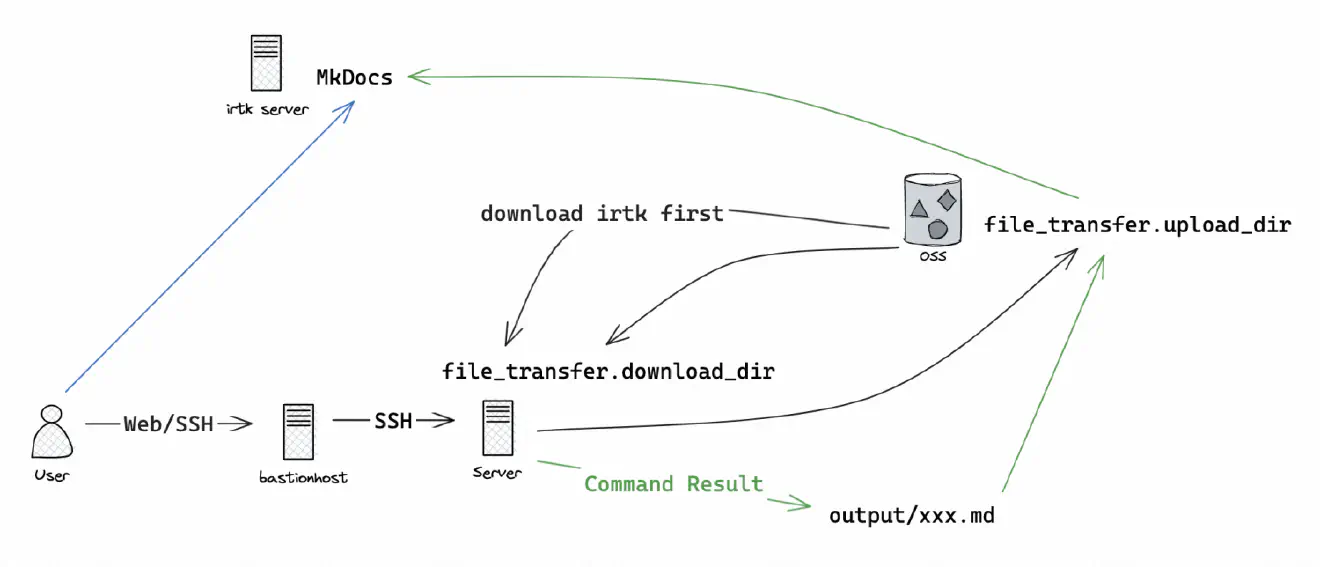 MkDocs
irtk server
download irtk first
file_transfer.upload_dir
oss
file_transfer.download_dir
Web/SSH
SSH
User
bastionhost
Server
Command Result
output/xxx.md